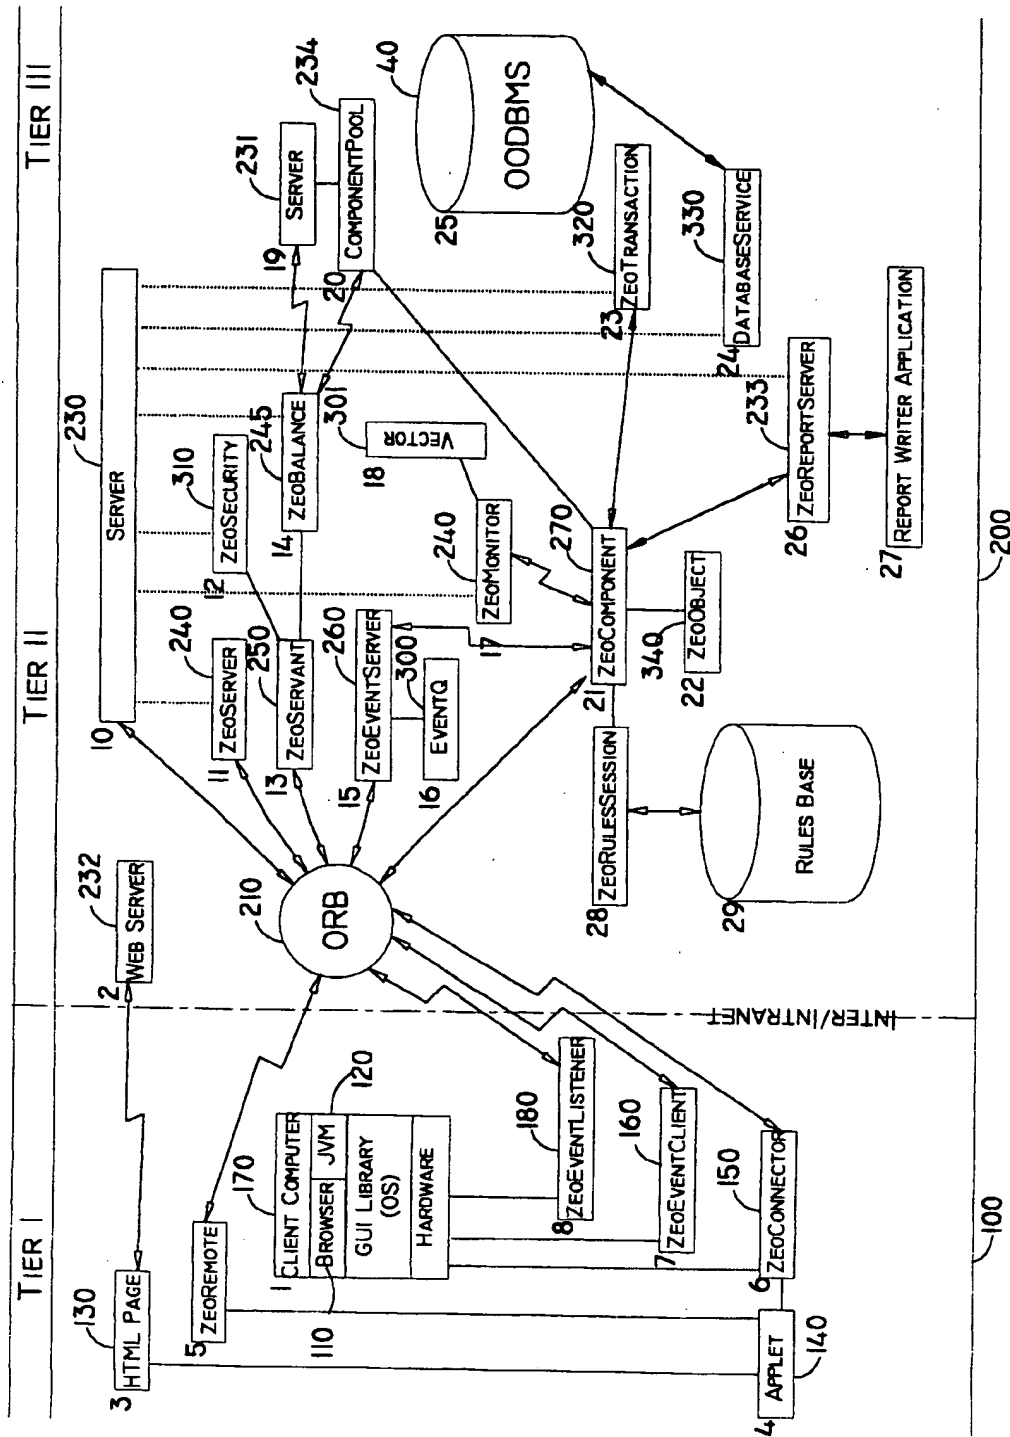 TIER I
TIER II
TIER III
130
3 HTML PAGE
232
2 WEB SERVER
230
SERVER
10
5 ZEOREMOTE
170
1 CLIENT COMPUTER
BROWSER
JVM
GUI LIBRARY
(OS)
HARDWARE
110
120
180
8 ZEOEVENTLISTENER
160
7 ZEOEVENTCLIENT
150
6 ZEOCONNECTOR
4 APPLET
140
100
INTER/INTRANET
210
ORB
240
11 ZEOSERVER
310
12 ZEOSECURITY
250
13 ZEOSERVANT
245
14 ZEOBALANCE
260
15 ZEOEVENTSERVER
300
16 EVENTQ
1
240
ZEOMONITOR
301
18 VECTOR
231
19 SERVER
234
20 COMPONENTPOOL
270
21 ZEOCOMPONENT
340
22 ZEOOBJECT
320
23 ZEOTRANSACTION
330
24 DATABASESERVICE
40
25 OODBMS
233
26 ZEOREPORTSERVER
27 REPORT WRITER APPLICATION
28 ZEORULESSESSION
29 RULES BASE
200